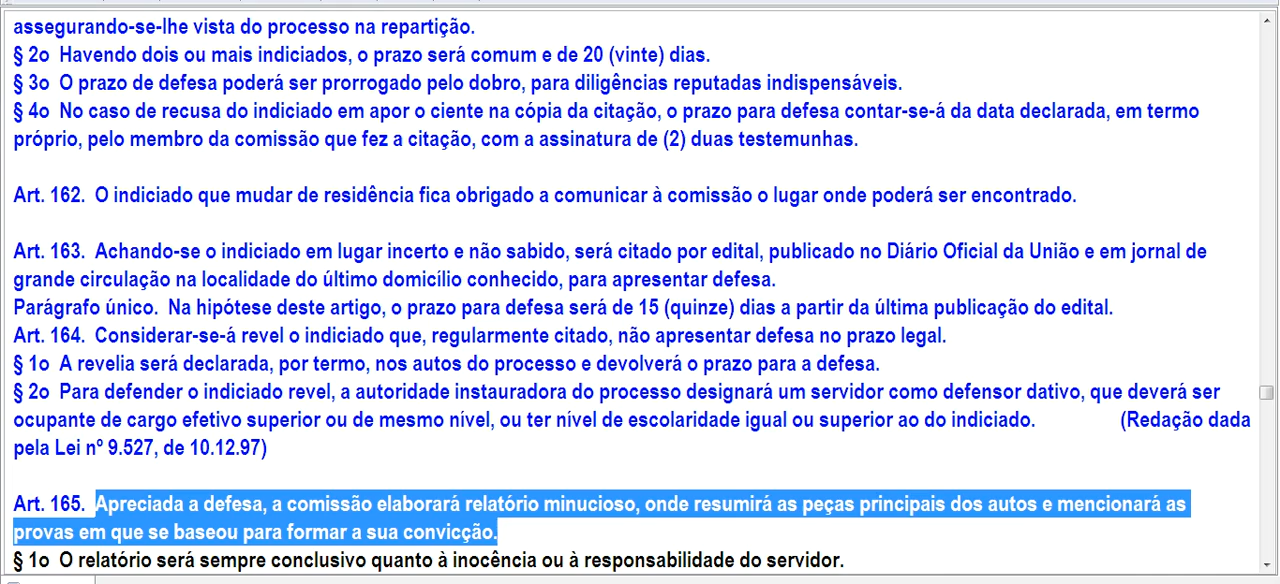 assegurando-se-lhe vista do processo na repartição.
§ 2o  Havendo dois ou mais indiciados, o prazo será comum e de 20 (vinte) dias.
§ 3o  O prazo de defesa poderá ser prorrogado pelo dobro, para diligências reputadas indispensáveis.
§ 4o  No caso de recusa do indiciado em apor o ciente na cópia da citação, o prazo para defesa contar-se-á da data declarada, em termo
próprio, pelo membro da comissão que fez a citação, com a assinatura de (2) duas testemunhas.
Art. 162.  O indiciado que mudar de residência fica obrigado a comunicar à comissão o lugar onde poderá ser encontrado.
Art. 163.  Achando-se o indiciado em lugar incerto e não sabido, será citado por edital, publicado no Diário Oficial da União e em jornal de
grande circulação na localidade do último domicílio conhecido, para apresentar defesa.
Parágrafo único.  Na hipótese deste artigo, o prazo para defesa será de 15 (quinze) dias a partir da última publicação do edital.
Art. 164.  Considerar-se-á revel o indiciado que, regularmente citado, não apresentar defesa no prazo legal.
§ 1o  A revelia será declarada, por termo, nos autos do processo e devolverá o prazo para a defesa.
§ 2o  Para defender o indiciado revel, a autoridade instauradora do processo designará um servidor como defensor dativo, que deverá ser
ocupante de cargo efetivo superior ou de mesmo nível, ou ter nível de escolaridade igual ou superior ao do indiciado.  (Redação dada
pela Lei nº 9.527, de 10.12.97)
Art. 165.  Apreciada a defesa, a comissão elaborará relatório minucioso, onde resumirá as peças principais dos autos e mencionará as
provas em que se baseou para formar a sua convicção.
§ 1o  O relatório será sempre conclusivo quanto à inocência ou à responsabilidade do servidor.